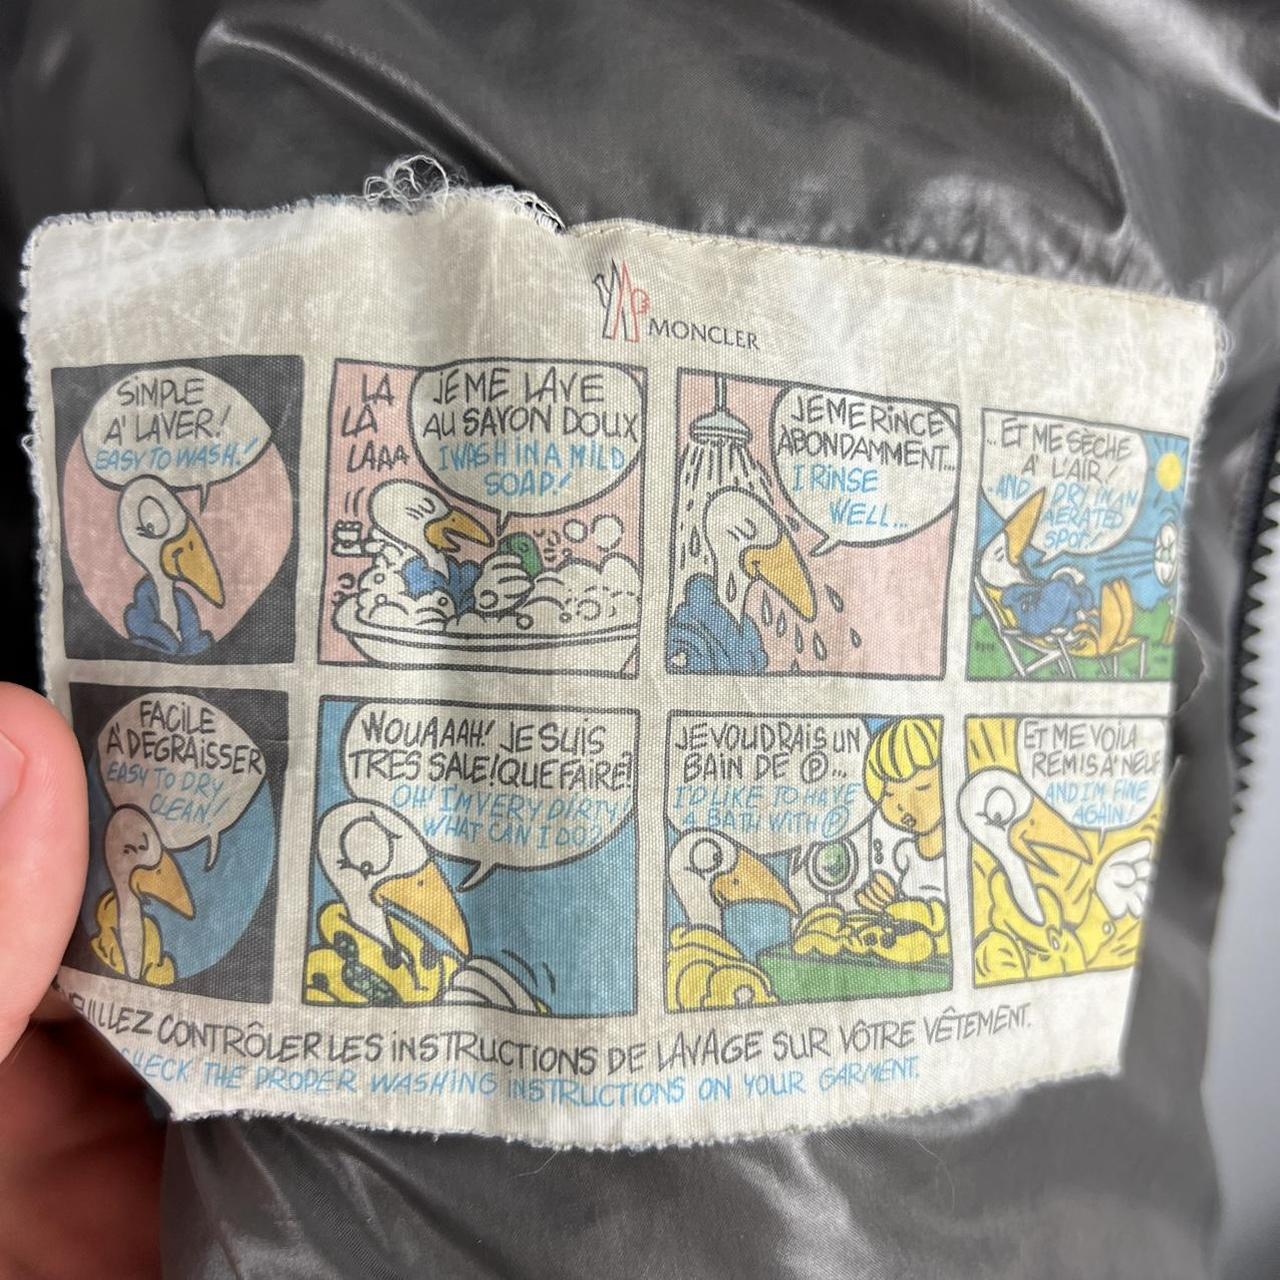 MONCLER
SIMPLE
A' LAVER!
EASY TO WASH!
LA
LA
LAAA
JE ME LAVE
AU SAVON DOUX
I WASH IN A MILD
SOAP!
JE ME RINCE
ABONDAMMENT...
I RINSE
WELL...
... ET ME SÈCHE
A' L'AIR!
AND DRY IN AN
AERATED
SPOT!
FACILE
A' DEGRAISSER
EASY TO DRY
CLEAN!
WOUAAAH! JE SUIS
TRES SALE! QUE FAIRE?
OH! I'M VERY DIRTY!
WHAT CAN I DO?
JE VOUDRAIS UN
BAIN DE Ⓟ...
I'D LIKE TO HAVE
A BATH WITH Ⓟ
ET ME VOILA
REMIS A' NEUF
AND I'M FINE
AGAIN!
EUILLEZ CONTRÔLER LES INSTRUCTIONS DE LAVAGE SUR VÔTRE VÊTEMENT.
CHECK THE PROPER WASHING INSTRUCTIONS ON YOUR GARMENT.